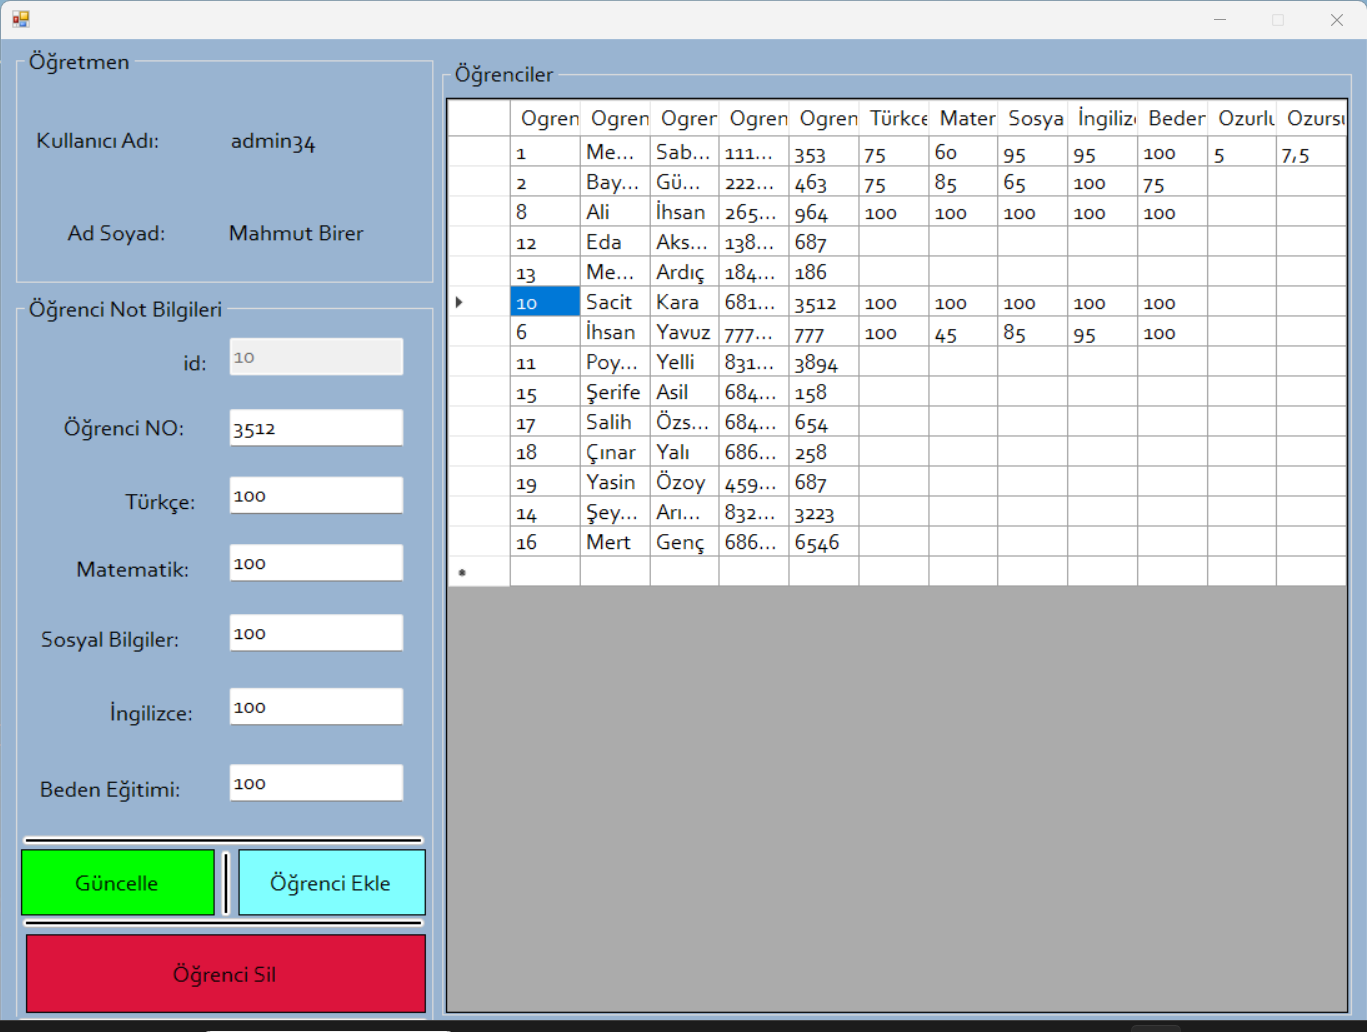 Öğretmen
Kullanıcı Adı: admin34
Ad Soyad: Mahmut Birer
Öğrenci Not Bilgileri
id: 10
Öğrenci NO: 3512
Türkçe: 100
Matematik: 100
Sosyal Bilgiler: 100
İngilizce: 100
Beden Eğitimi: 100
Güncelle
Öğrenci Ekle
Öğrenci Sil
Öğrenciler
Ogren Ogren Ogrer Ogren Ogren Türkce Mater Sosya İngiliz Beder Ozurlu Ozursu
1 Me... Sab... 111... 353 75 60 95 95 100 5 7,5
2 Bay... Gü... 222... 463 75 85 65 100 75
8 Ali İhsan 265... 964 100 100 100 100 100
12 Eda Aks... 138... 687
13 Me... Ardıç 184... 186
10 Sacit Kara 681... 3512 100 100 100 100 100
6 İhsan Yavuz 777... 777 100 45 85 95 100
11 Poy... Yelli 831... 3894
15 Şerife Asil 684... 158
17 Salih Özs... 684... 654
18 Çınar Yalı 686... 258
19 Yasin Özoy 459... 687
14 Şey... Arı... 832... 3223
16 Mert Genç 686... 6546